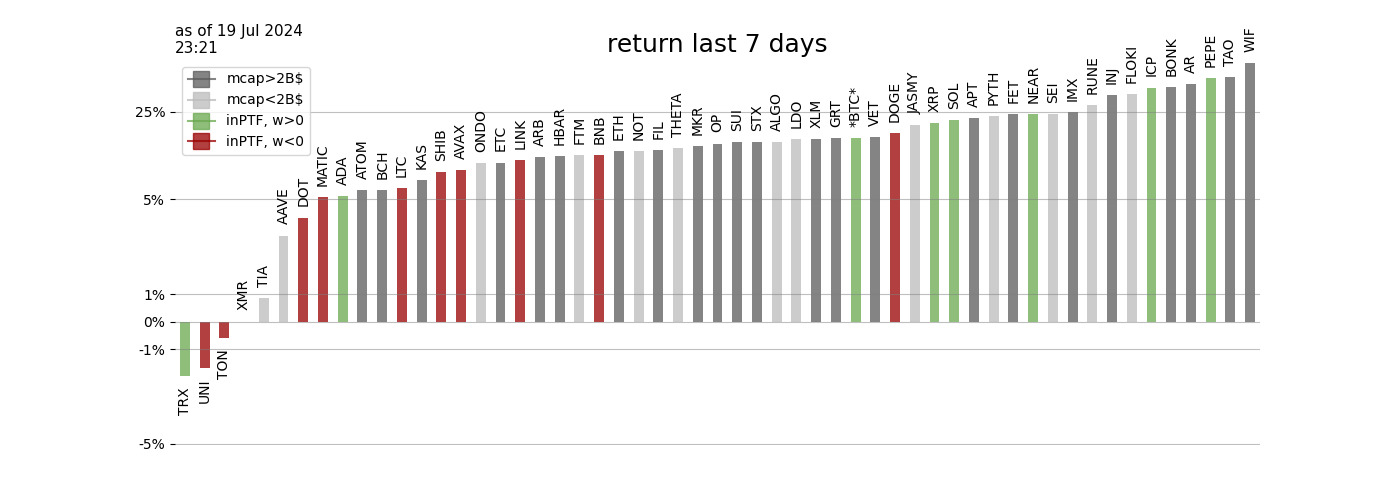 as of 19 Jul 2024
23:21
return last 7 days
mcap>2B$
mcap<2B$
inPTF, w>0
inPTF, w<0
25%
5%
1%
0%
-1%
-5%
TRX
UNI
TON
XMR
TIA
AAVE
DOT
MATIC
ADA
ATOM
BCH
LTC
KAS
SHIB
AVAX
ONDO
ETC
LINK
ARB
HBAR
FTM
BNB
ETH
NOT
FIL
THETA
MKR
OP
SUI
STX
ALGO
LDO
XLM
GRT
*BTC*
VET
DOGE
JASMY
XRP
SOL
APT
PYTH
FET
NEAR
SEI
IMX
RUNE
INJ
FLOKI
ICP
BONK
AR
PEPE
TAO
WIF